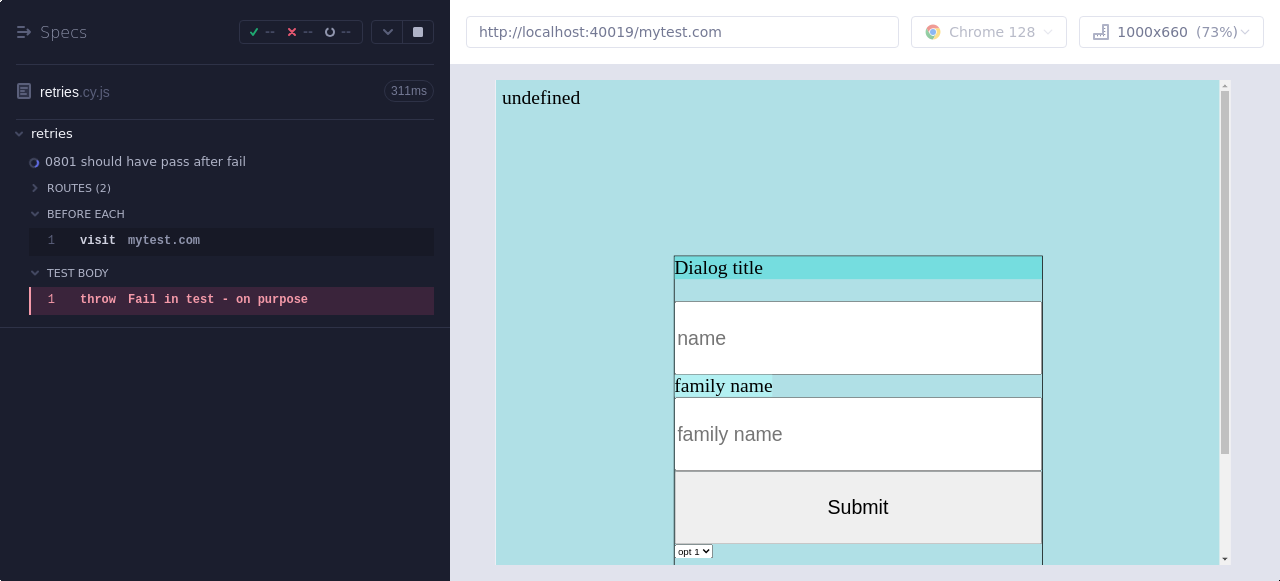 Specs
--
--
--
retries.cy.js
311ms
retries
0801 should have pass after fail
ROUTES (2)
BEFORE EACH
1 visit mytest.com
TEST BODY
1 throw Fail in test - on purpose
http://localhost:40019/mytest.com
Chrome 128
1000x660 (73%)
undefined
Dialog title
name
family name
family name
Submit
opt 1